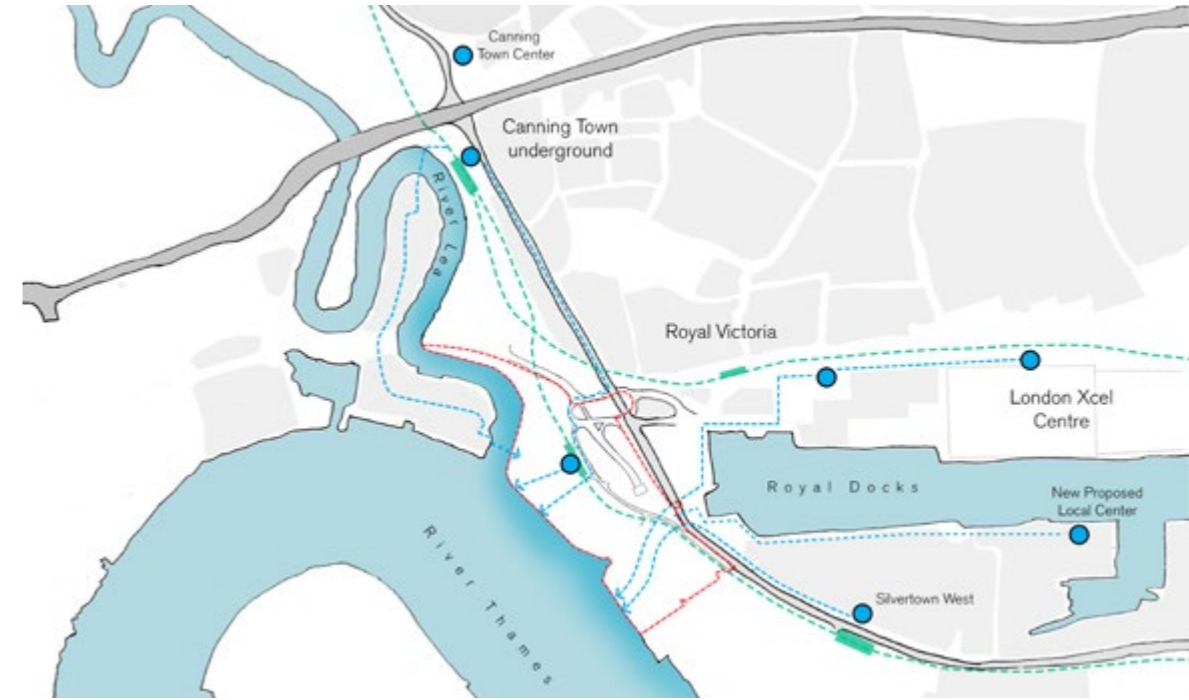 Canning
Town Center
Canning Town
underground
River Lea
Royal Victoria
London Xcel
Centre
Royal Docks
New Proposed
Local Center
River Thames
Silvertown West